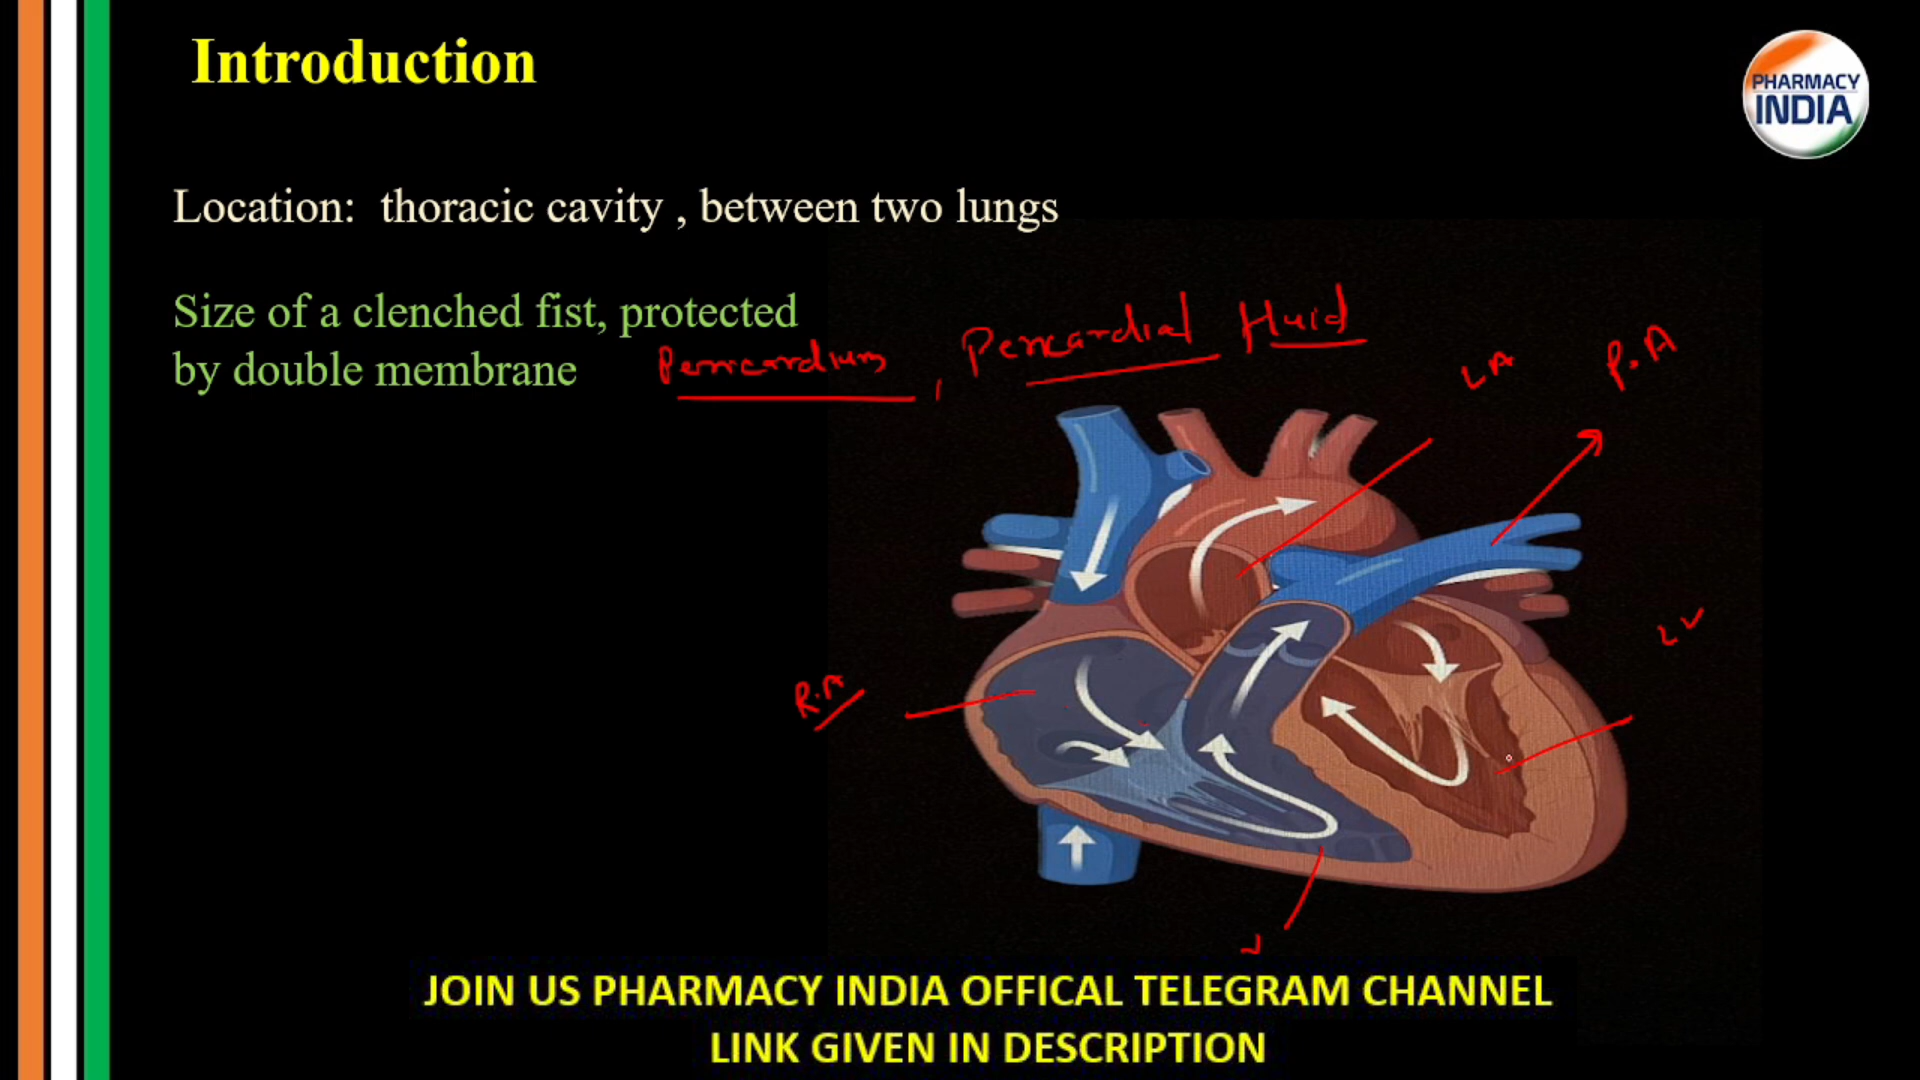 Introduction
PHARMACY
INDIA
Location: thoracic cavity , between two lungs
Size of a clenched fist, protected
by double membrane
Pericardium , Pericardial Fluid
LA
P.A
LV
R.A
JOIN US PHARMACY INDIA OFFICAL TELEGRAM CHANNEL
LINK GIVEN IN DESCRIPTION